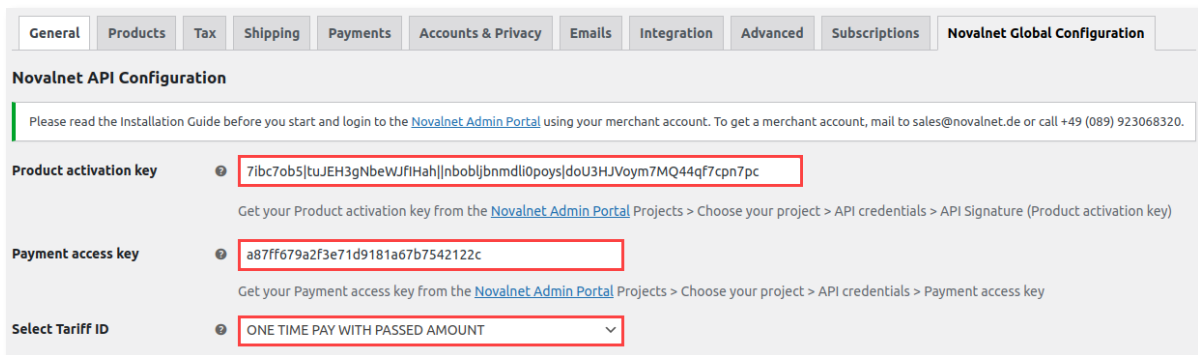 General Products Tax Shipping Payments Accounts & Privacy Emails Integration Advanced Subscriptions Novalnet Global Configuration
Novalnet API Configuration
Please read the Installation Guide before you start and login to the Novalnet Admin Portal using your merchant account. To get a merchant account, mail to sales@novalnet.de or call +49 (089) 923068320.
Product activation key 7ibc7ob5|tuJEH3gNbeWJfIHah||nbobljbnmdli0poys|doU3HJVoym7MQ44qf7cpn7pc
Get your Product activation key from the Novalnet Admin Portal Projects > Choose your project > API credentials > API Signature (Product activation key)
Payment access key a87ff679a2f3e71d9181a67b7542122c
Get your Payment access key from the Novalnet Admin Portal Projects > Choose your project > API credentials > Payment access key
Select Tariff ID ONE TIME PAY WITH PASSED AMOUNT